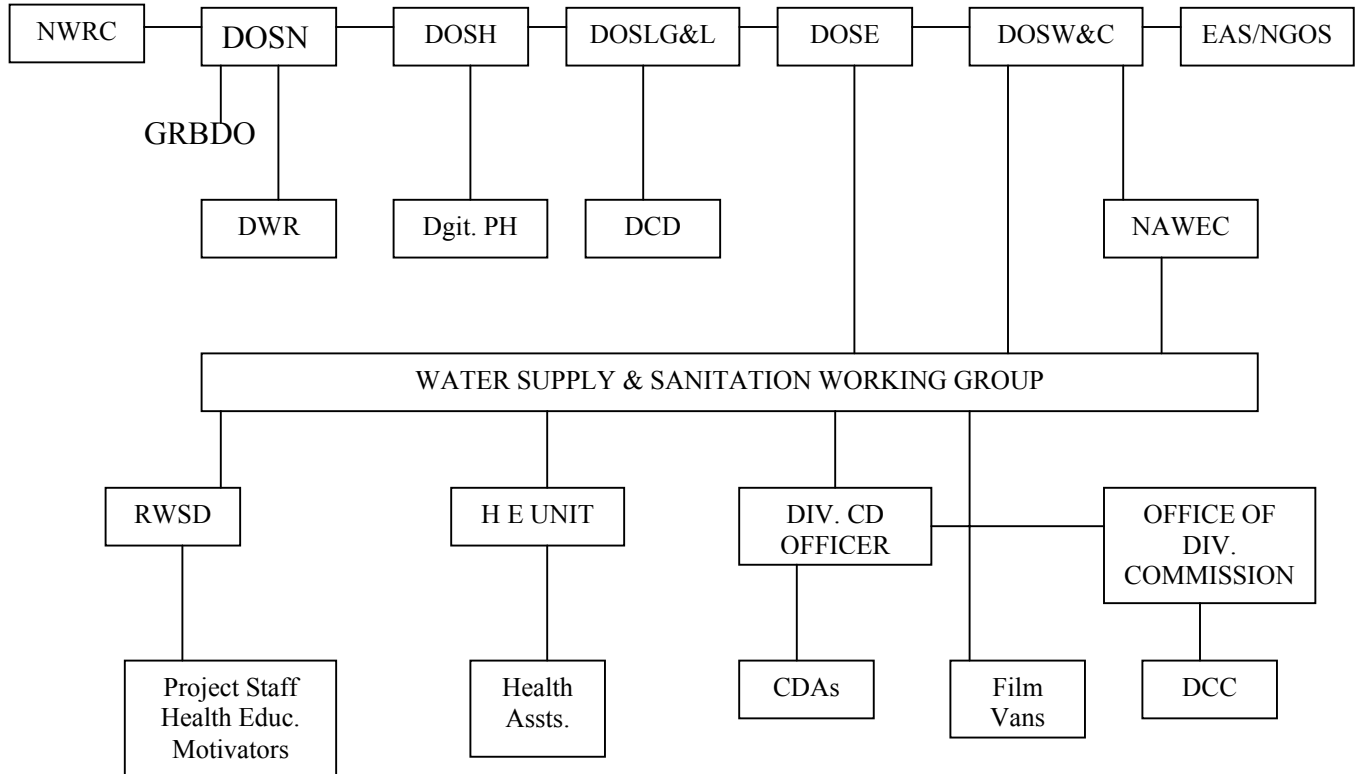 NWRC
DOSN
DOSH
DOSLG&L
DOSE
DOSW&C
EAS/NGOS
GRBDO
DWR
Dgit. PH
DCD
NAWEC
WATER SUPPLY & SANITATION WORKING GROUP
RWSD
H E UNIT
DIV. CD
OFFICER
OFFICE OF
DIV.
COMMISSION
Project Staff
Health Educ.
Motivators
Health
Assts.
CDAs
Film
Vans
DCC